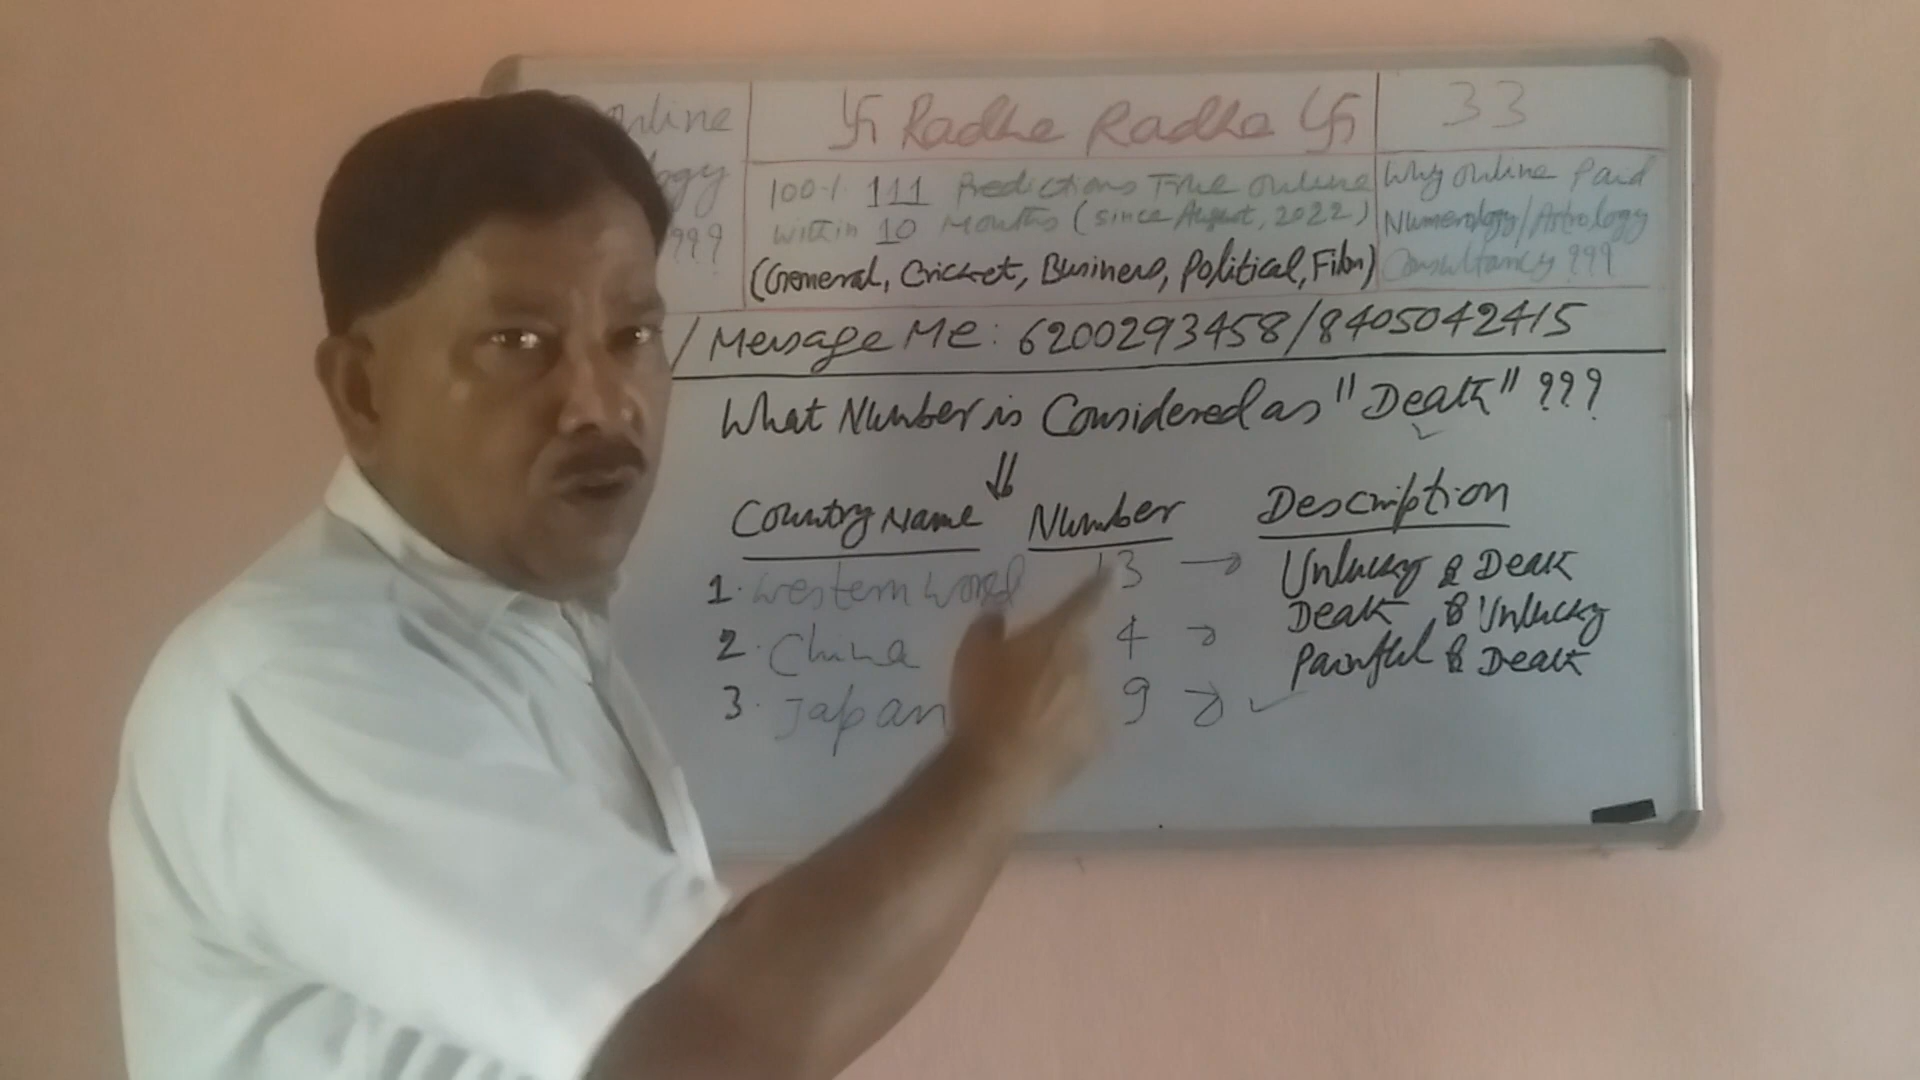 online
ogy
???
卐 Radhe Radhe 卐
33
100% 111 Predictions True online
within 10 Months (since August, 2022)
(General, Cricket, Business, Political, Film)
Why online Paid
Numerology/Astrology
Consultancy ???
/ Message Me: 6200293458/8405042415
What Number is Considered as "Death" ???
⇓
Country Name Number Description
1. Western World 13 → Unlucky & Death
2. China 4 → Death & Unlucky
3. Japan 9 → Painful & Death